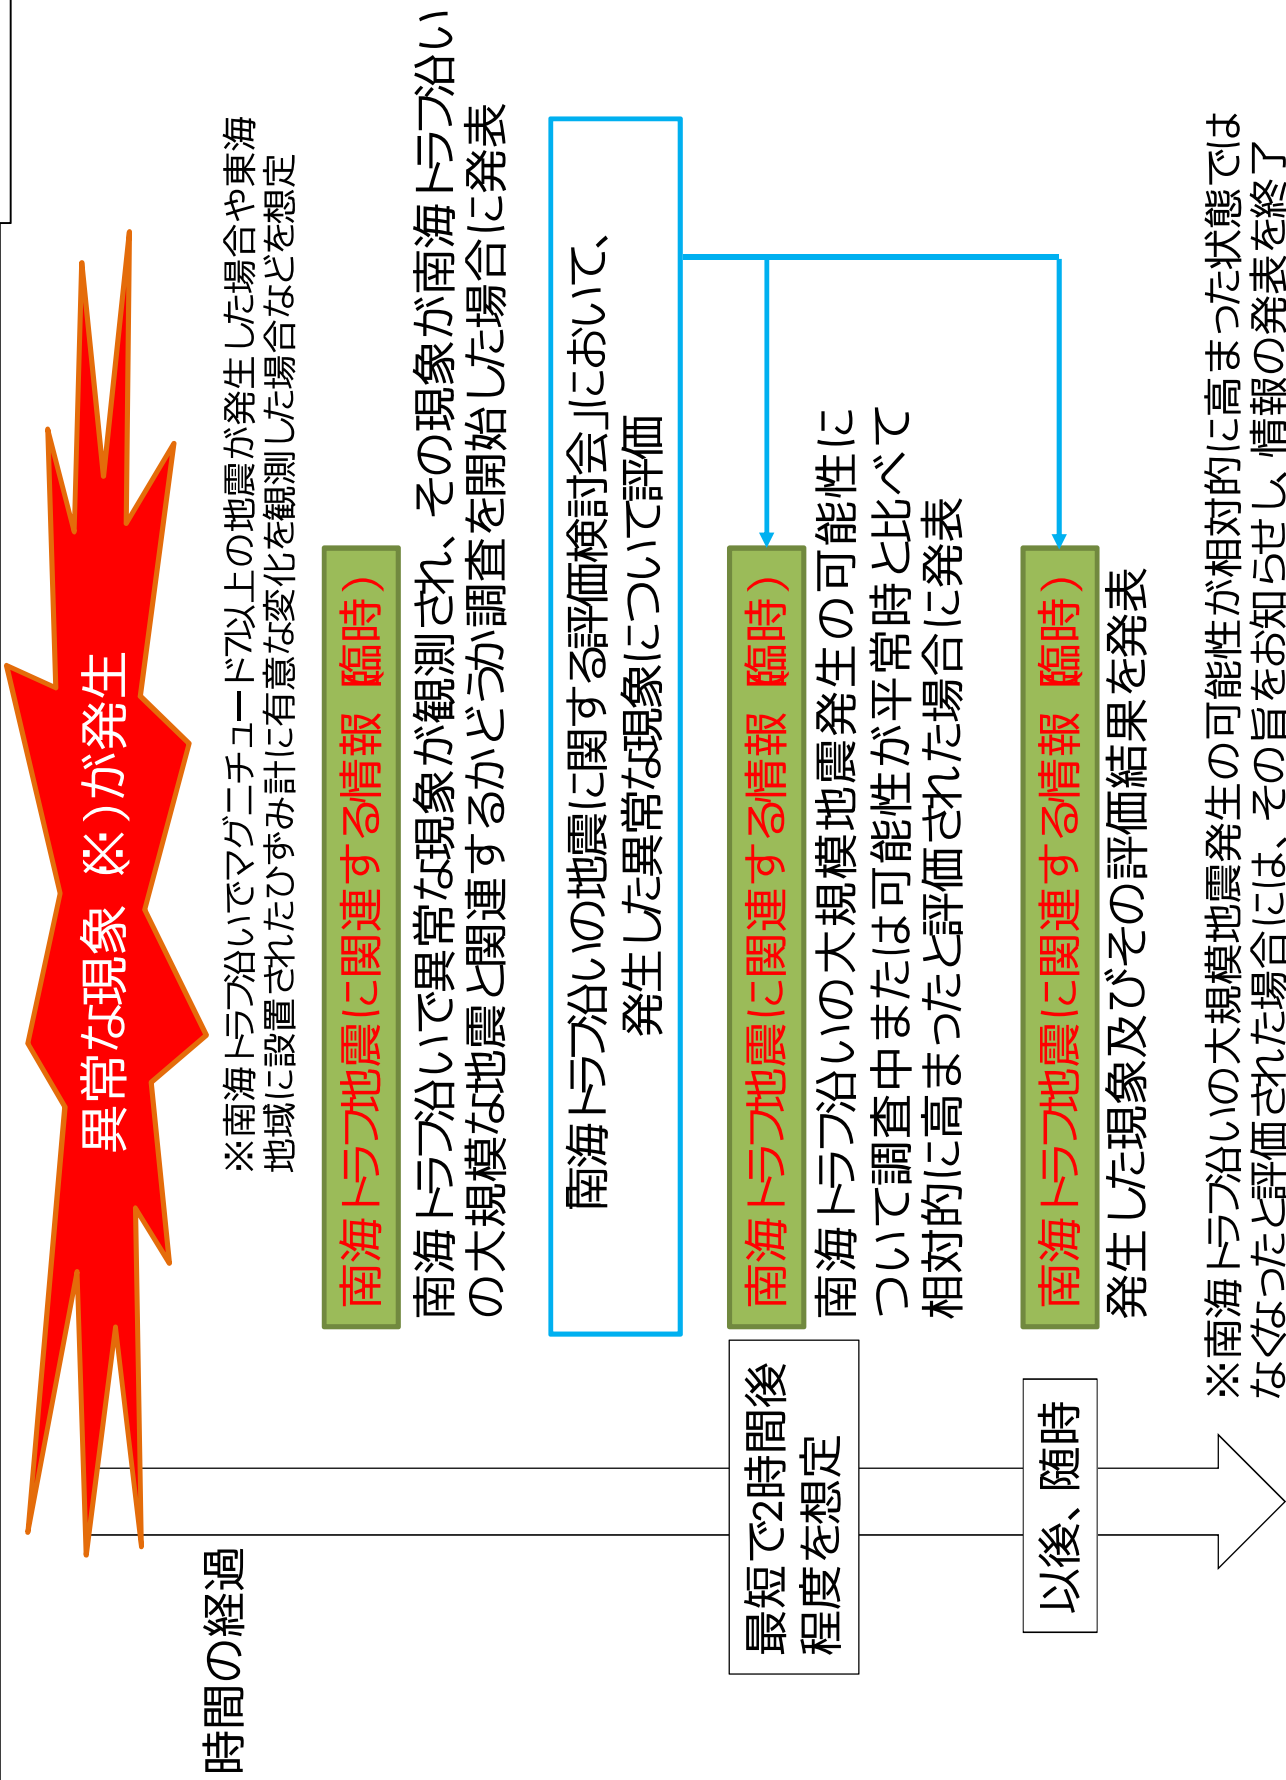 異常な現象（※）が発生
※南海トラフ沿いでマグニチュード7以上の地震が発生した場合や東海
地域に設置されたひずみ計に有意な変化を観測した場合などを想定
時間の経過
南海トラフ地震に関連する情報（臨時）
南海トラフ沿いで異常な現象が観測され、その現象が南海トラフ沿い
の大規模な地震と関連するかどうか調査を開始した場合に発表
「南海トラフ沿いの地震に関する評価検討会」において、
発生した異常な現象について評価
最短で2時間後
程度を想定
南海トラフ地震に関連する情報（臨時）
南海トラフ沿いの大規模地震発生の可能性に
ついて調査中または可能性が平常時と比べて
相対的に高まったと評価された場合に発表
以後、随時
南海トラフ地震に関連する情報（臨時）
発生した現象及びその評価結果を発表
※南海トラフ沿いの大規模地震発生の可能性が相対的に高まった状態では
なくなったと評価された場合には、その旨をお知らせし、情報の発表を終了